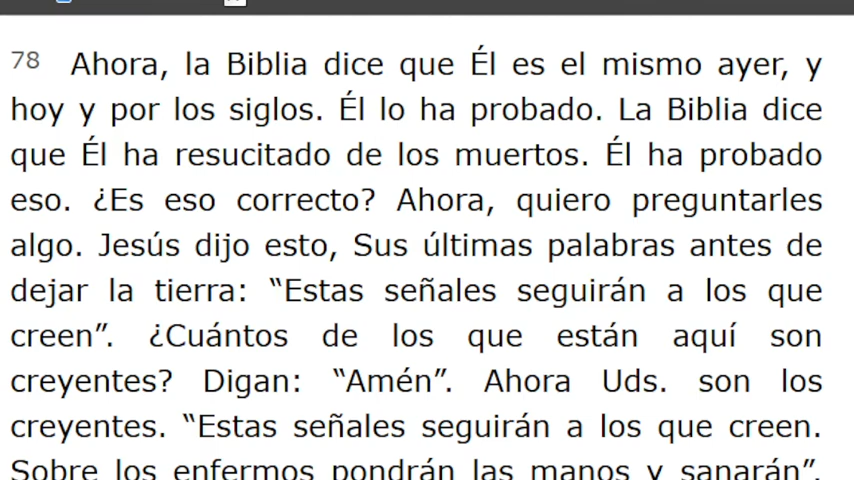 78 Ahora, la Biblia dice que Él es el mismo ayer, y
hoy y por los siglos. Él lo ha probado. La Biblia dice
que Él ha resucitado de los muertos. Él ha probado
eso. ¿Es eso correcto? Ahora, quiero preguntarles
algo. Jesús dijo esto, Sus últimas palabras antes de
dejar la tierra: “Estas señales seguirán a los que
creen”. ¿Cuántos de los que están aquí son
creyentes? Digan: “Amén”. Ahora Uds. son los
creyentes. “Estas señales seguirán a los que creen.
Sobre los enfermos pondrán las manos y sanarán”.